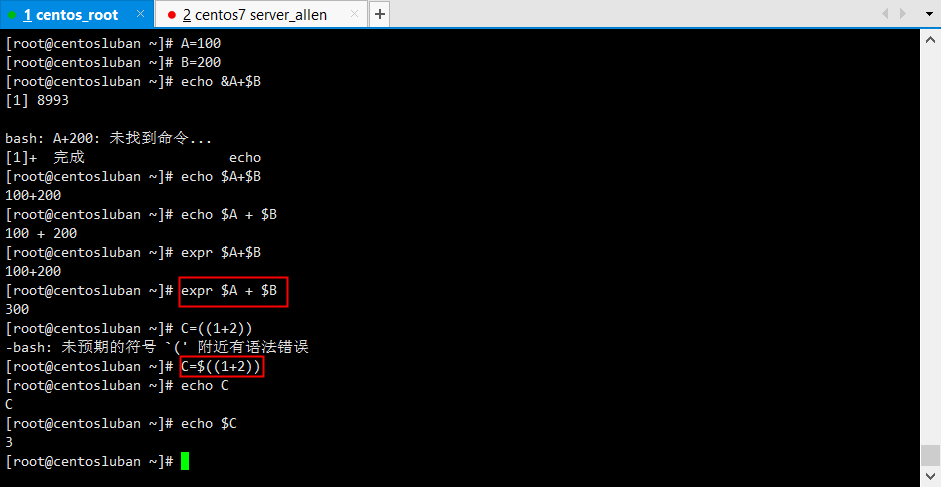 1 centos_root × 2 centos7 server_allen × +
[root@centosluban ~]# A=100
[root@centosluban ~]# B=200
[root@centosluban ~]# echo &A+$B
[1] 8993
bash: A+200: 未找到命令...
[1]+  完成                  echo
[root@centosluban ~]# echo $A+$B
100+200
[root@centosluban ~]# echo $A + $B
100 + 200
[root@centosluban ~]# expr $A+$B
100+200
[root@centosluban ~]# expr $A + $B
300
[root@centosluban ~]# C=((1+2))
-bash: 未预期的符号 `(' 附近有语法错误
[root@centosluban ~]# C=$((1+2))
[root@centosluban ~]# echo C
C
[root@centosluban ~]# echo $C
3
[root@centosluban ~]#